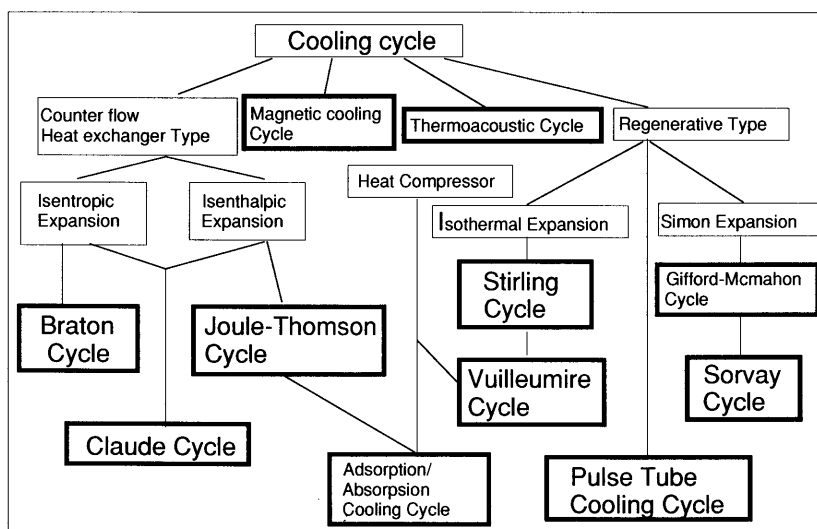 Cooling cycle
Counter flow
Heat exchanger Type
Magnetic cooling
Cycle
Thermoacoustic Cycle
Regenerative Type
Isentropic
Expansion
Isenthalpic
Expansion
Heat Compressor
Isothermal Expansion
Simon Expansion
Braton
Cycle
Joule-Thomson
Cycle
Stirling
Cycle
Gifford-Mcmahon
Cycle
Vuilleumire
Cycle
Sorvay
Cycle
Claude Cycle
Adsorption/
Absorpsion
Cooling Cycle
Pulse Tube
Cooling Cycle